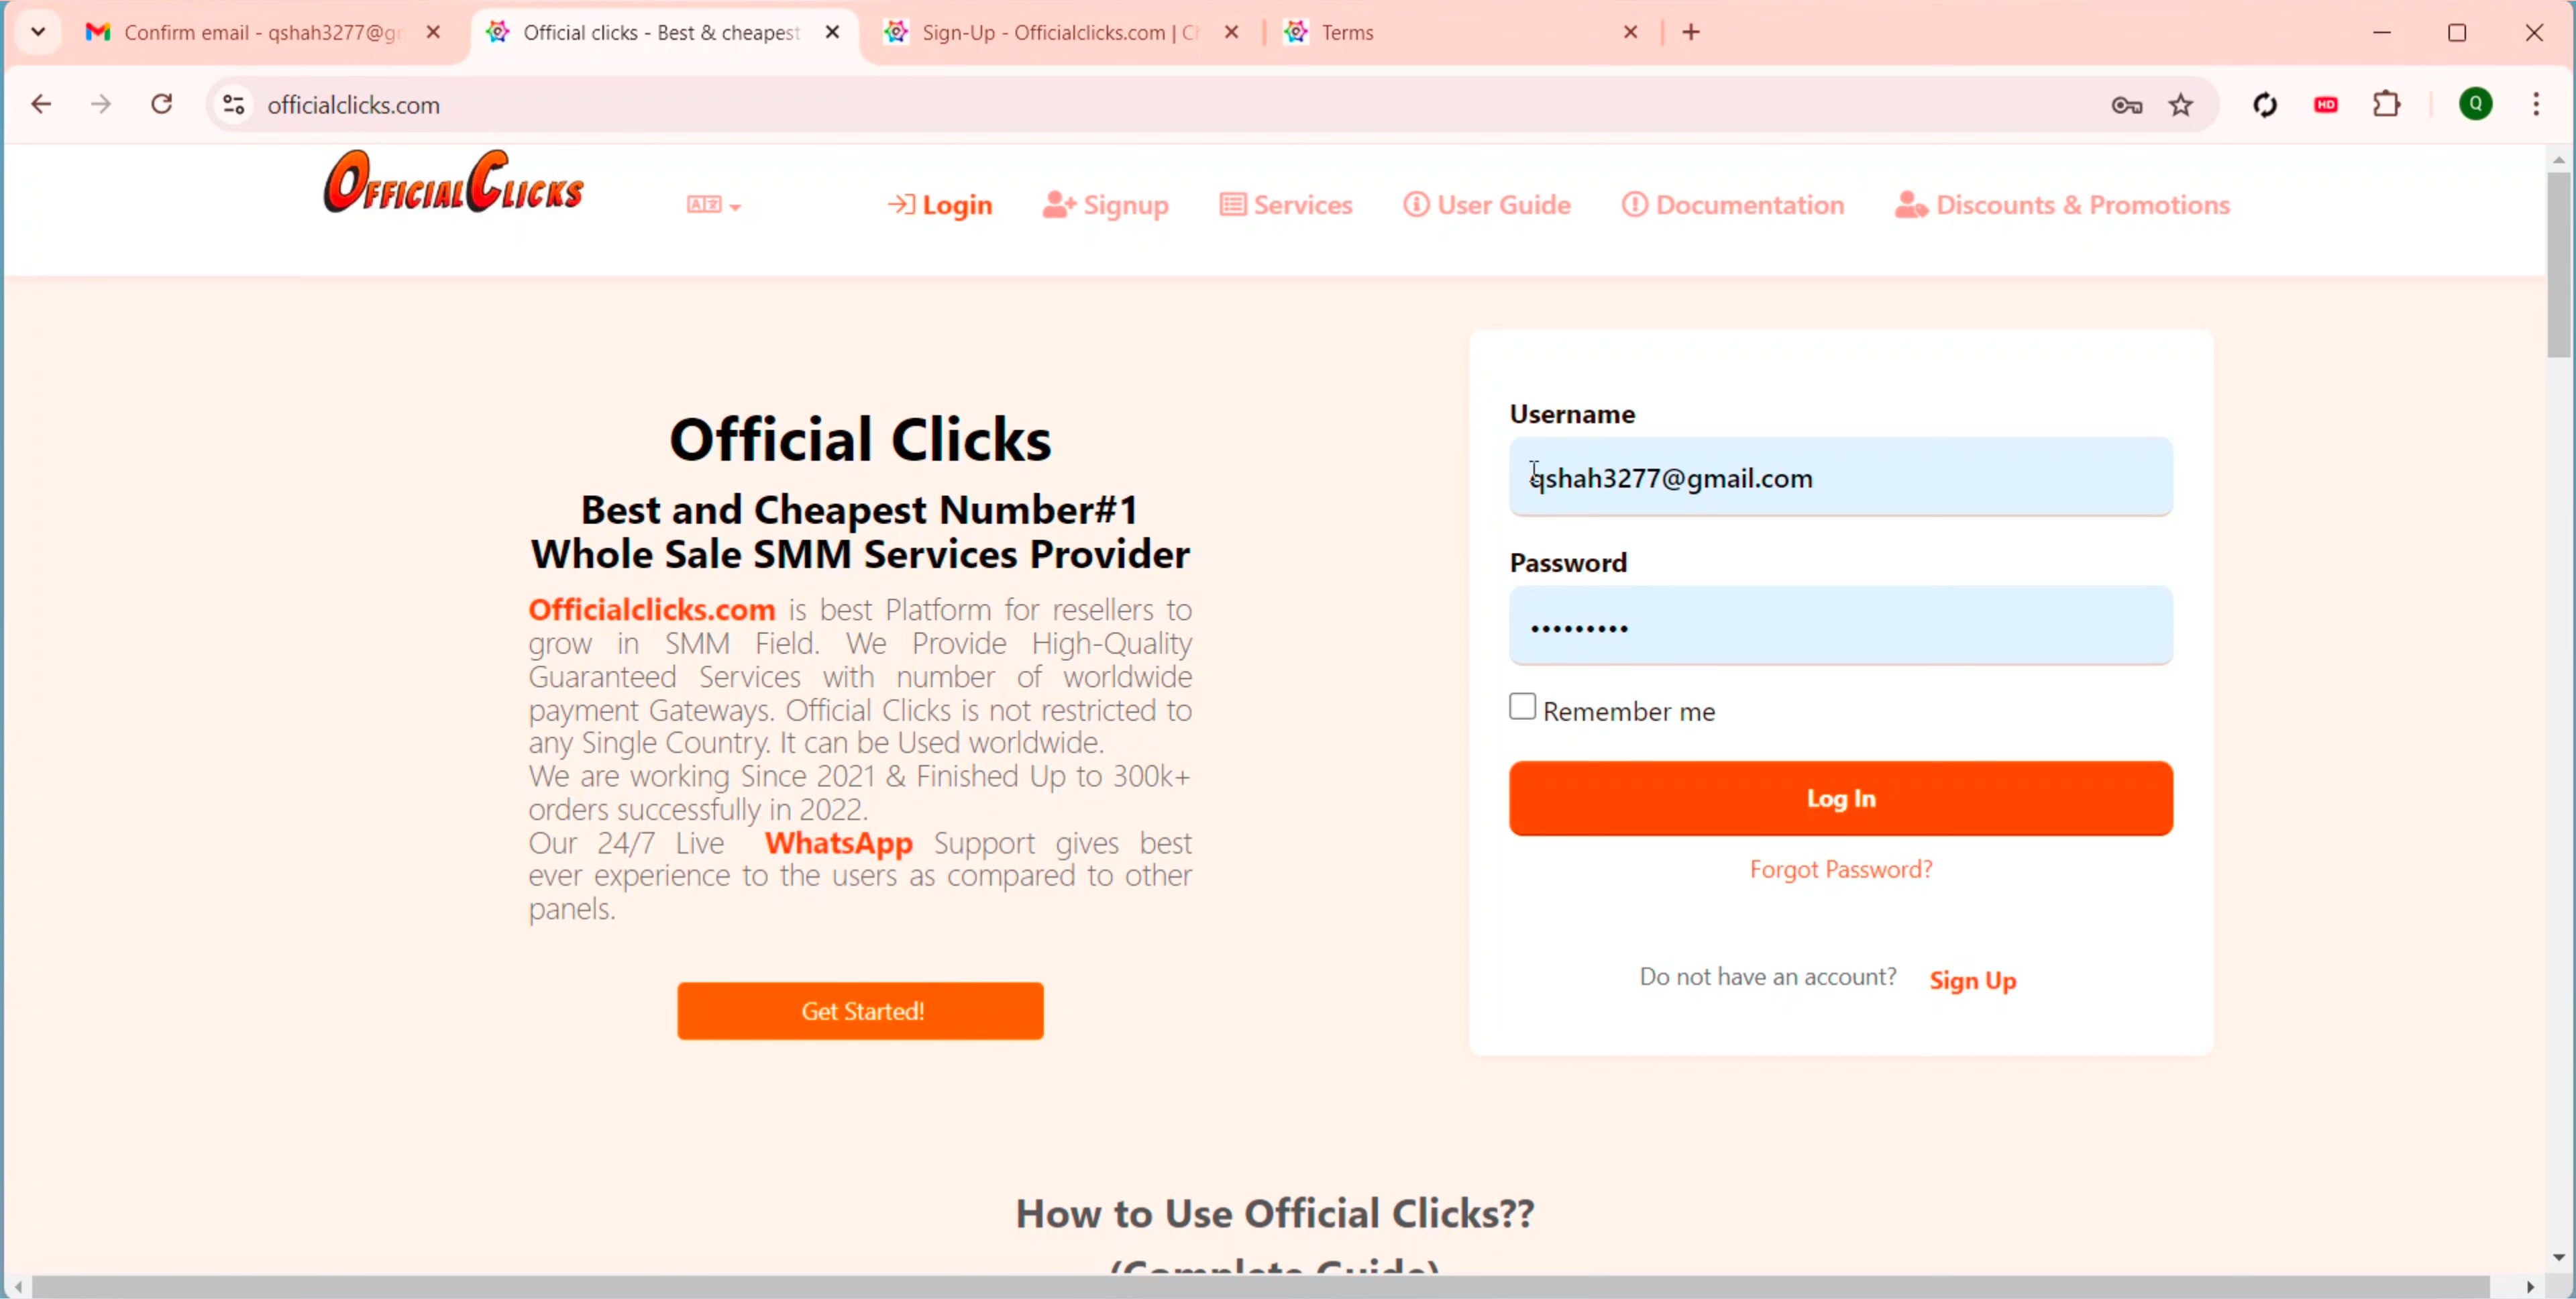 Confirm email - qshah3277@g
Official clicks - Best & cheapest
Sign-Up - Officialclicks.com | Ch
Terms
officialclicks.com
HD
Q
OfficialClicks
Login
Signup
Services
User Guide
Documentation
Discounts & Promotions
Official Clicks
Best and Cheapest Number#1
Whole Sale SMM Services Provider
Officialclicks.com is best Platform for resellers to
grow in SMM Field. We Provide High-Quality
Guaranteed Services with number of worldwide
payment Gateways. Official Clicks is not restricted to
any Single Country. It can be Used worldwide.
We are working Since 2021 & Finished Up to 300k+
orders successfully in 2022.
Our 24/7 Live WhatsApp Support gives best
ever experience to the users as compared to other
panels.
Get Started!
Username
qshah3277@gmail.com
Password
•••••••••
Remember me
Log In
Forgot Password?
Do not have an account? Sign Up
How to Use Official Clicks??
(Complete Guide)